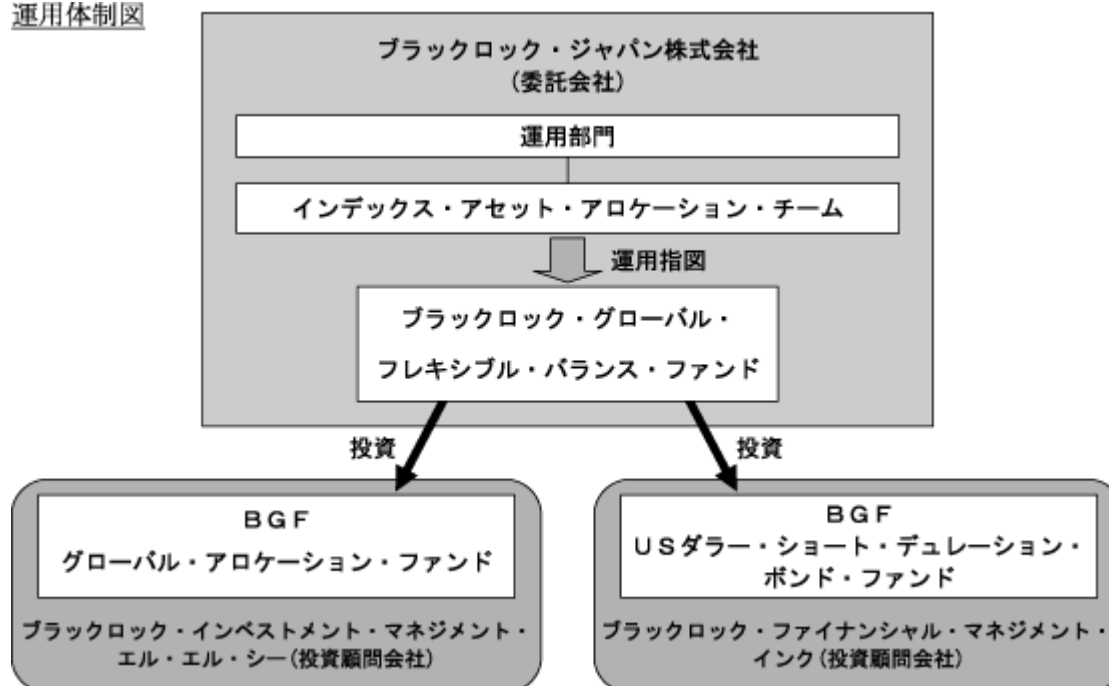 運用体制図
ブラックロック・ジャパン株式会社
(委託会社)
運用部門
インデックス・アセット・アロケーション・チーム
運用指図
ブラックロック・グローバル・
フレキシブル・バランス・ファンド
投資
投資
ＢＧＦ
グローバル・アロケーション・ファンド
ブラックロック・インベストメント・マネジメント・
エル・エル・シー(投資顧問会社)
ＢＧＦ
ＵＳダラー・ショート・デュレーション・
ボンド・ファンド
ブラックロック・ファイナンシャル・マネジメント・
インク(投資顧問会社)